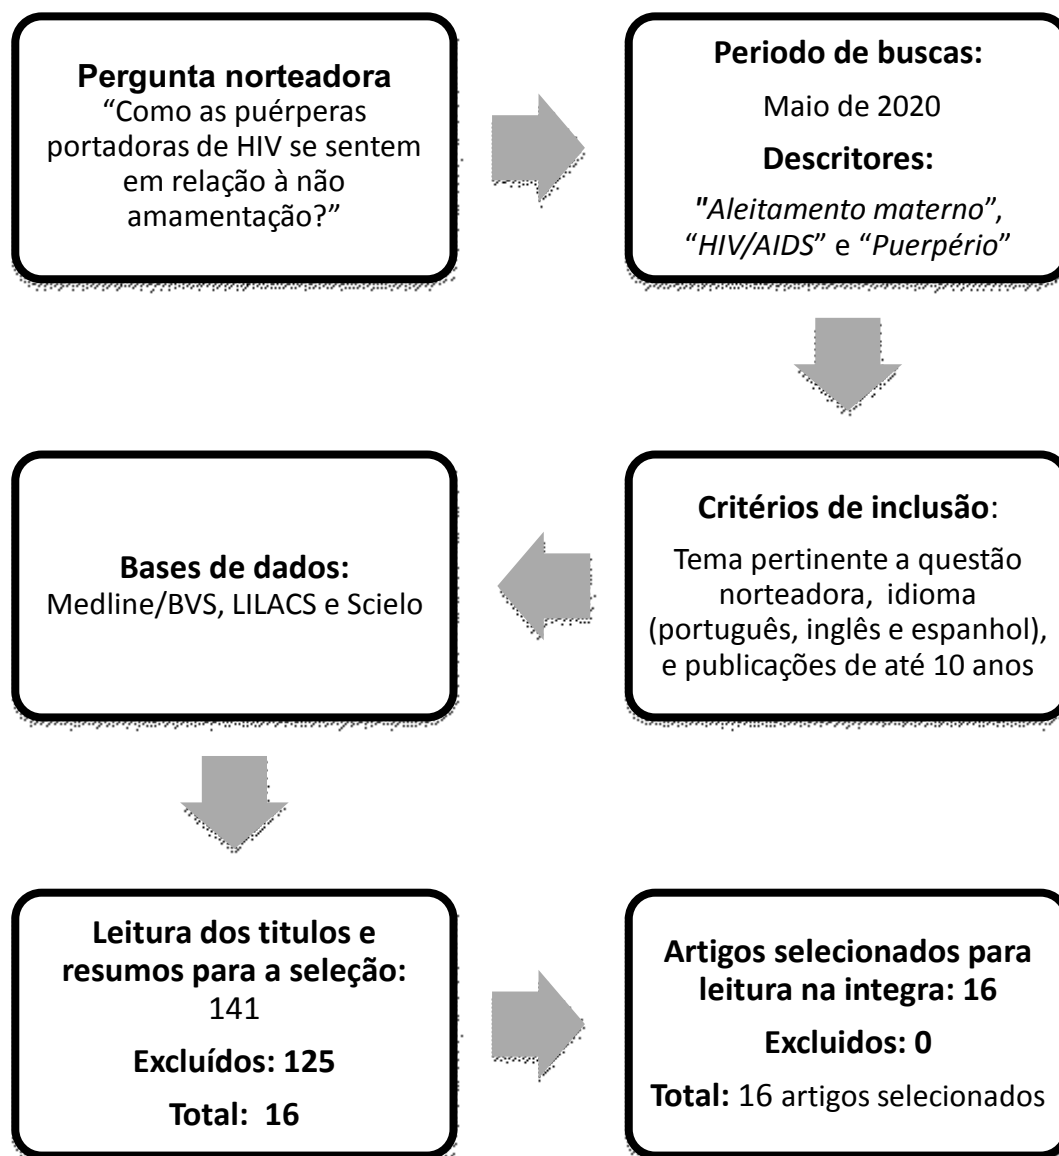 Pergunta norteadora
“Como as puérperas
portadoras de HIV se sentem
em relação à não
amamentação?”
Periodo de buscas:
Maio de 2020
Descritores:
"Aleitamento materno”,
“HIV/AIDS” e “Puerpério”
Critérios de inclusão:
Tema pertinente a questão
norteadora, idioma
(português, inglês e espanhol),
e publicações de até 10 anos
Bases de dados:
Medline/BVS, LILACS e Scielo
Leitura dos titulos e
resumos para a seleção:
141
Excluídos: 125
Total: 16
Artigos selecionados para
leitura na integra: 16
Excluidos: 0
Total: 16 artigos selecionados